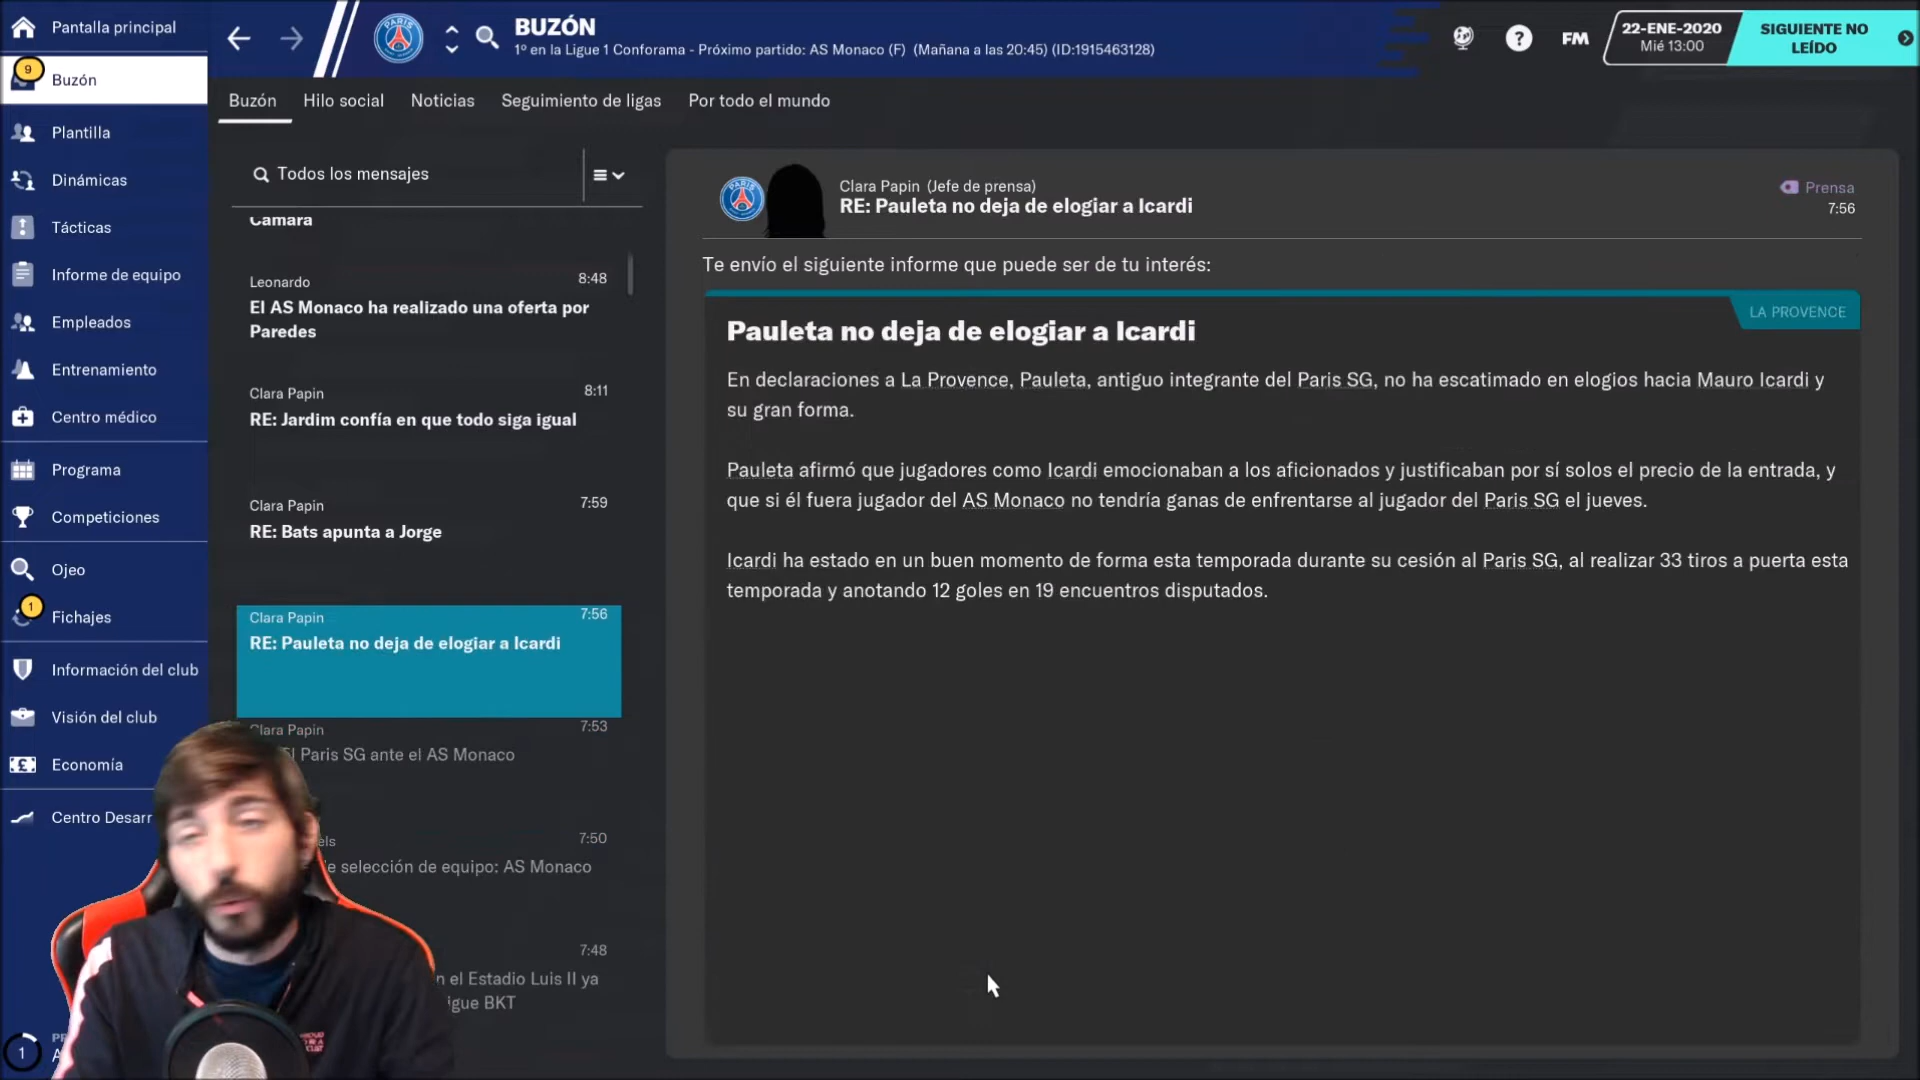 Pantalla principal
9
Buzón
Plantilla
Dinámicas
Tácticas
Informe de equipo
Empleados
Entrenamiento
Centro médico
Programa
Competiciones
Ojeo
1
Fichajes
Información del club
Visión del club
Economía
Centro Desarr
1
PARIS
BUZÓN
1º en la Ligue 1 Conforama - Próximo partido: AS Monaco (F) (Mañana a las 20:45) (ID:1915463128)
?
FM
22-ENE-2020
Mié 13:00
SIGUIENTE NO
LEÍDO
Buzón
Hilo social
Noticias
Seguimiento de ligas
Por todo el mundo
Todos los mensajes
Cámara
Leonardo
8:48
El AS Monaco ha realizado una oferta por
Paredes
Clara Papin
8:11
RE: Jardim confía en que todo siga igual
Clara Papin
7:59
RE: Bats apunta a Jorge
Clara Papin
7:56
RE: Pauleta no deja de elogiar a Icardi
Clara Papin
7:53
El Paris SG ante el AS Monaco
els
7:50
e selección de equipo: AS Monaco
7:48
n el Estadio Luis II ya
igue BKT
PARIS
Clara Papin (Jefe de prensa)
RE: Pauleta no deja de elogiar a Icardi
Prensa
7:56
Te envío el siguiente informe que puede ser de tu interés:
LA PROVENCE
Pauleta no deja de elogiar a Icardi
En declaraciones a La Provence, Pauleta, antiguo integrante del Paris SG, no ha escatimado en elogios hacia Mauro Icardi y
su gran forma.
Pauleta afirmó que jugadores como Icardi emocionaban a los aficionados y justificaban por sí solos el precio de la entrada, y
que si él fuera jugador del AS Monaco no tendría ganas de enfrentarse al jugador del Paris SG el jueves.
Icardi ha estado en un buen momento de forma esta temporada durante su cesión al Paris SG, al realizar 33 tiros a puerta esta
temporada y anotando 12 goles en 19 encuentros disputados.